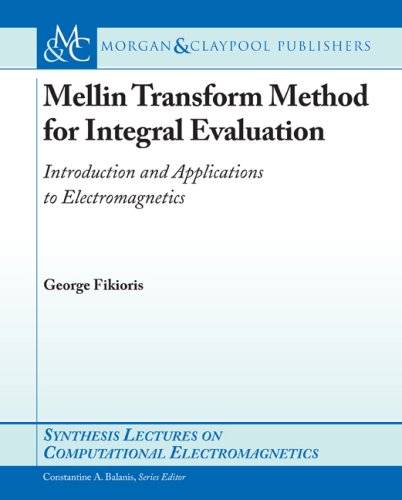 M&C
MORGAN&CLAYPOOL PUBLISHERS
Mellin Transform Method
for Integral Evaluation
Introduction and Applications
to Electromagnetics
George Fikioris
SYNTHESIS LECTURES ON
COMPUTATIONAL ELECTROMAGNETICS
Constantine A. Balanis, Series Editor